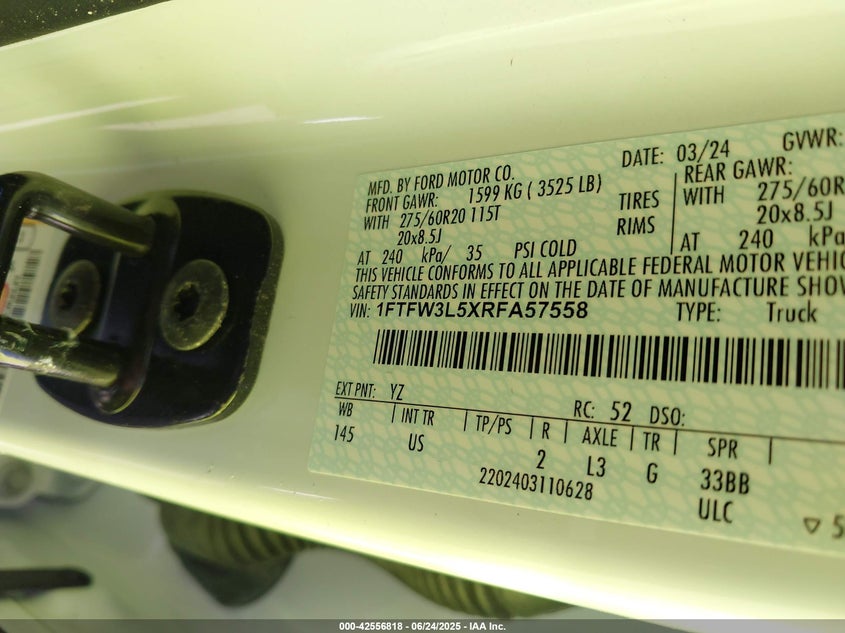 MFD. BY FORD MOTOR CO.
DATE: 03/24
GVWR:
FRONT GAWR: 1599 KG ( 3525 LB)
REAR GAWR:
WITH 275/60R20 115T
TIRES
WITH 275/60R
20x8.5J
RIMS
20x8.5J
AT 240 kPa/ 35 PSI COLD
AT 240 kPa
THIS VEHICLE CONFORMS TO ALL APPLICABLE FEDERAL MOTOR VEHIC
SAFETY STANDARDS IN EFFECT ON THE DATE OF MANUFACTURE SHOW
VIN: 1FTFW3L5XRFA57558
TYPE: Truck
EXT PNT: YZ
RC: 52 DSO:
WB | INT TR | TP/PS | R | AXLE | TR | SPR |
145 US 2 L3 G 33BB
2202403110628
ULC
▽ 5
000-42556818 - 06/24/2025 - IAA Inc.